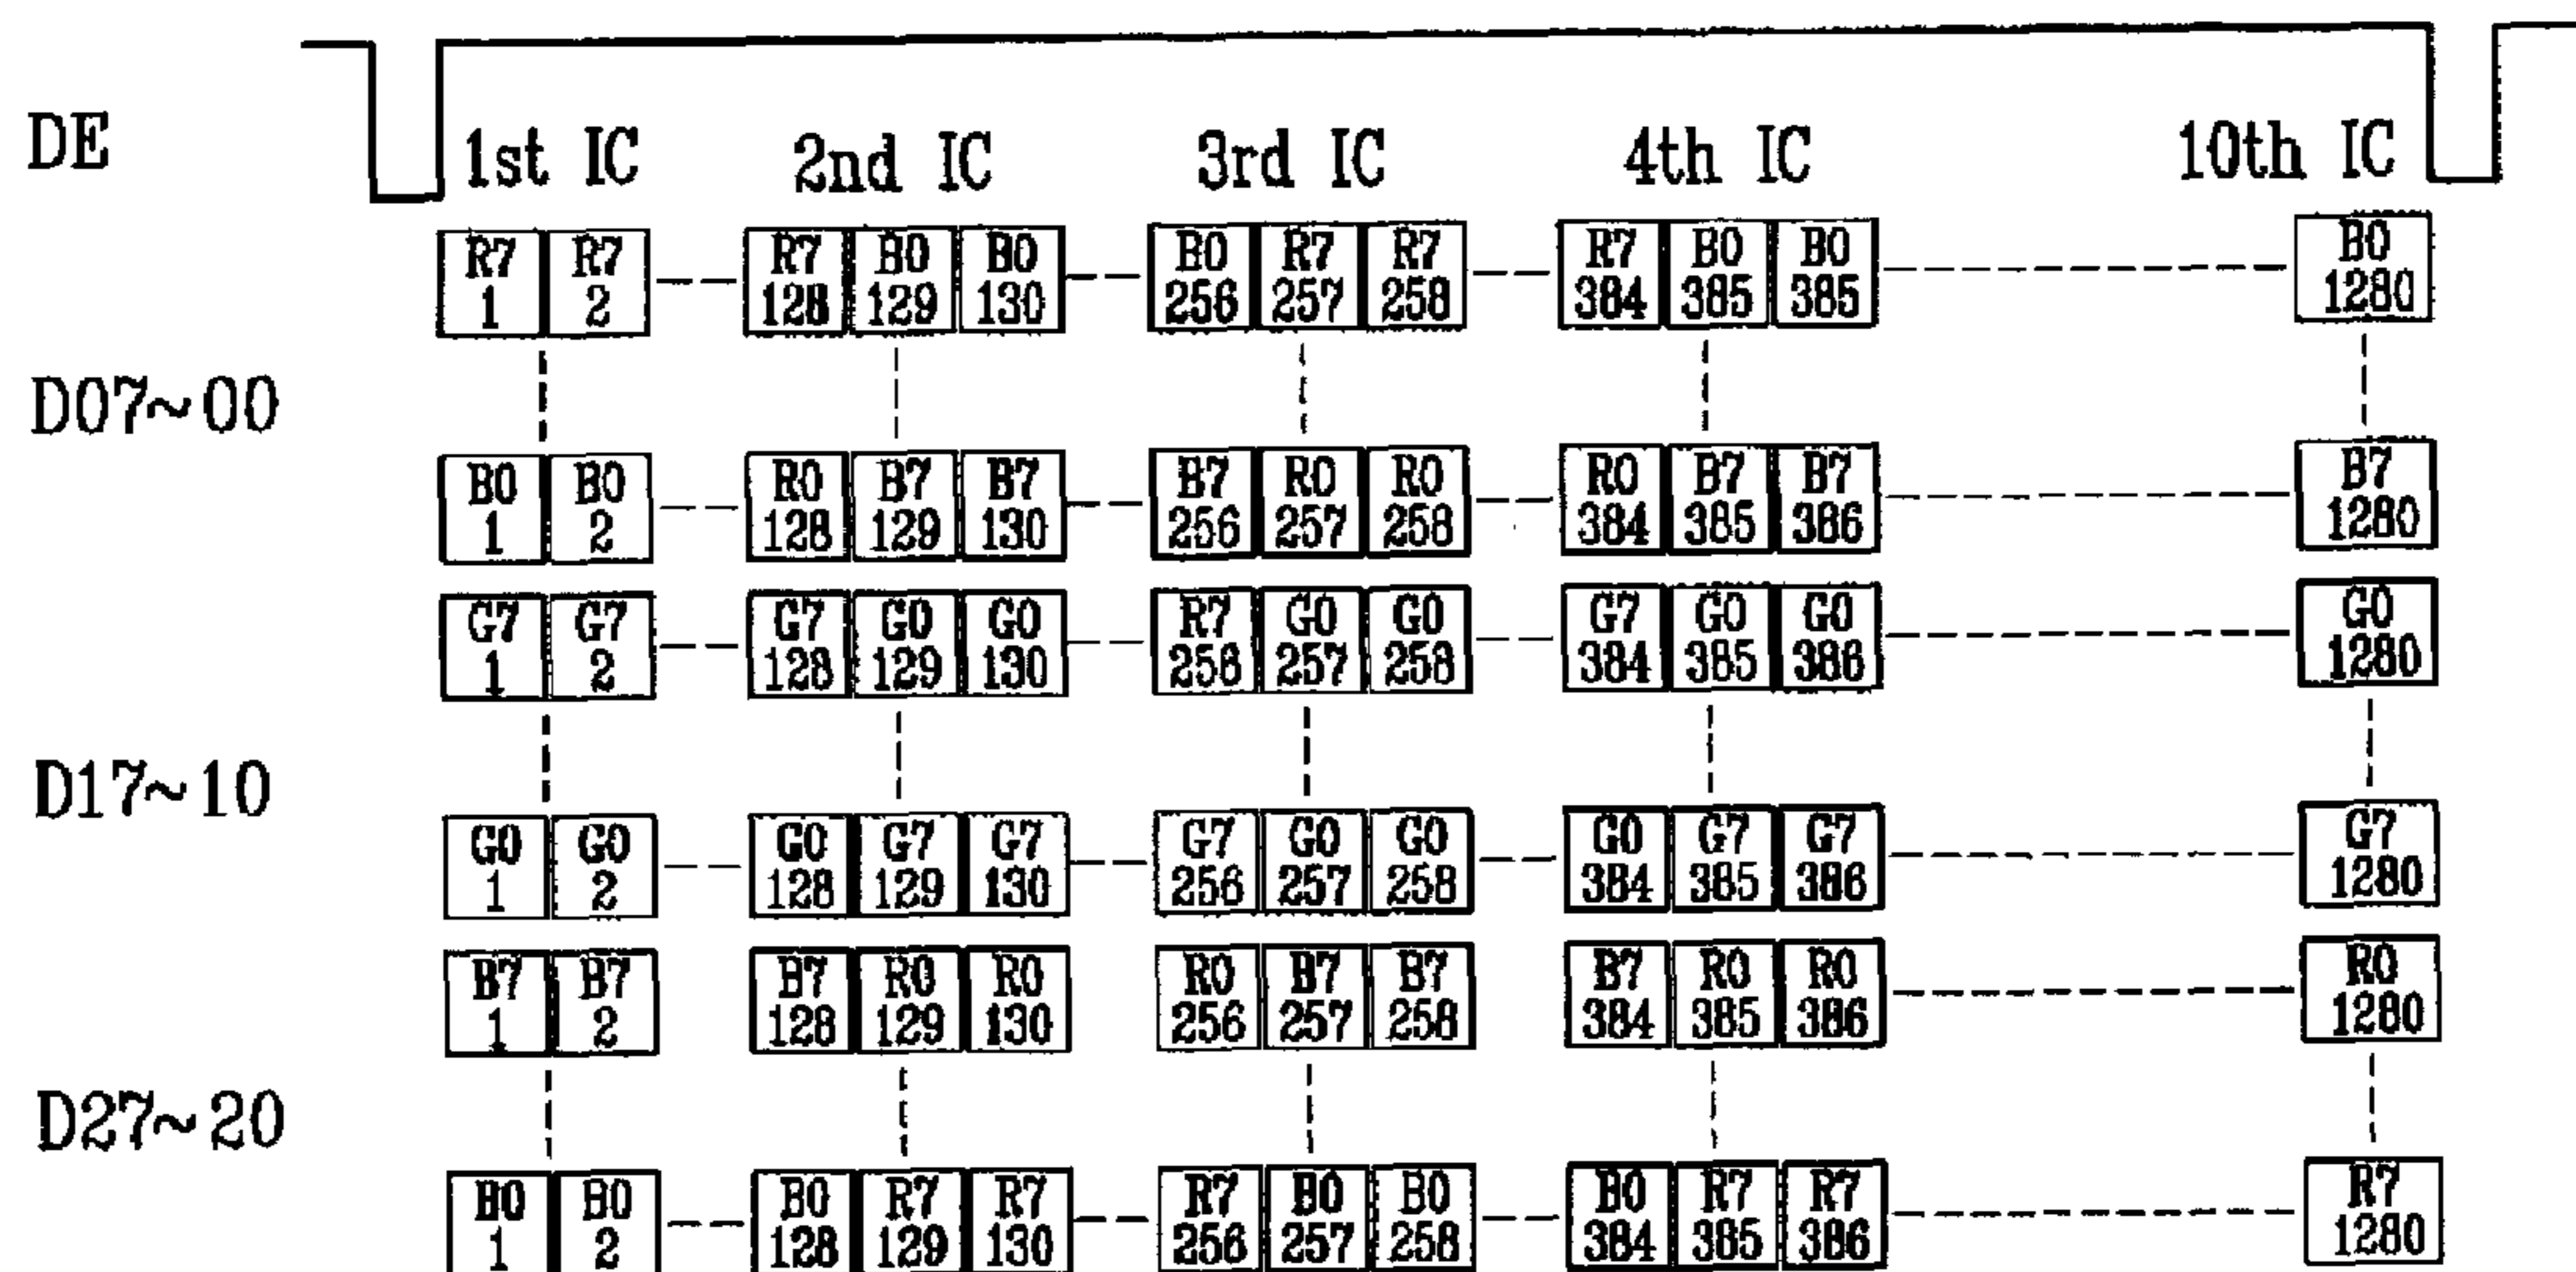 DE
1st IC 2nd IC 3rd IC 4th IC 10th IC
R7 R7 R7 B0 B0 B0 R7 R7 R7 B0 B0 B0
1 2 128 129 130 256 257 258 384 385 385 1280
D07~00
B0 B0 R0 B7 B7 B7 R0 R0 R0 B7 B7 B7
1 2 128 129 130 256 257 258 384 385 386 1280
G7 G7 G7 G0 G0 R7 G0 G0 G7 G0 G0 G0
1 2 128 129 130 256 257 258 384 385 386 1280
D17~10
G0 G0 G0 G7 G7 G7 G0 G0 G0 G7 G7 G7
1 2 128 129 130 256 257 258 384 385 386 1280
B7 B7 B7 R0 R0 R0 B7 B7 B7 R0 R0 R0
1 2 128 129 130 256 257 258 384 385 386 1280
D27~20
B0 B0 B0 R7 R7 R7 B0 B0 B0 R7 R7 R7
1 2 128 129 130 256 257 258 384 385 386 1280